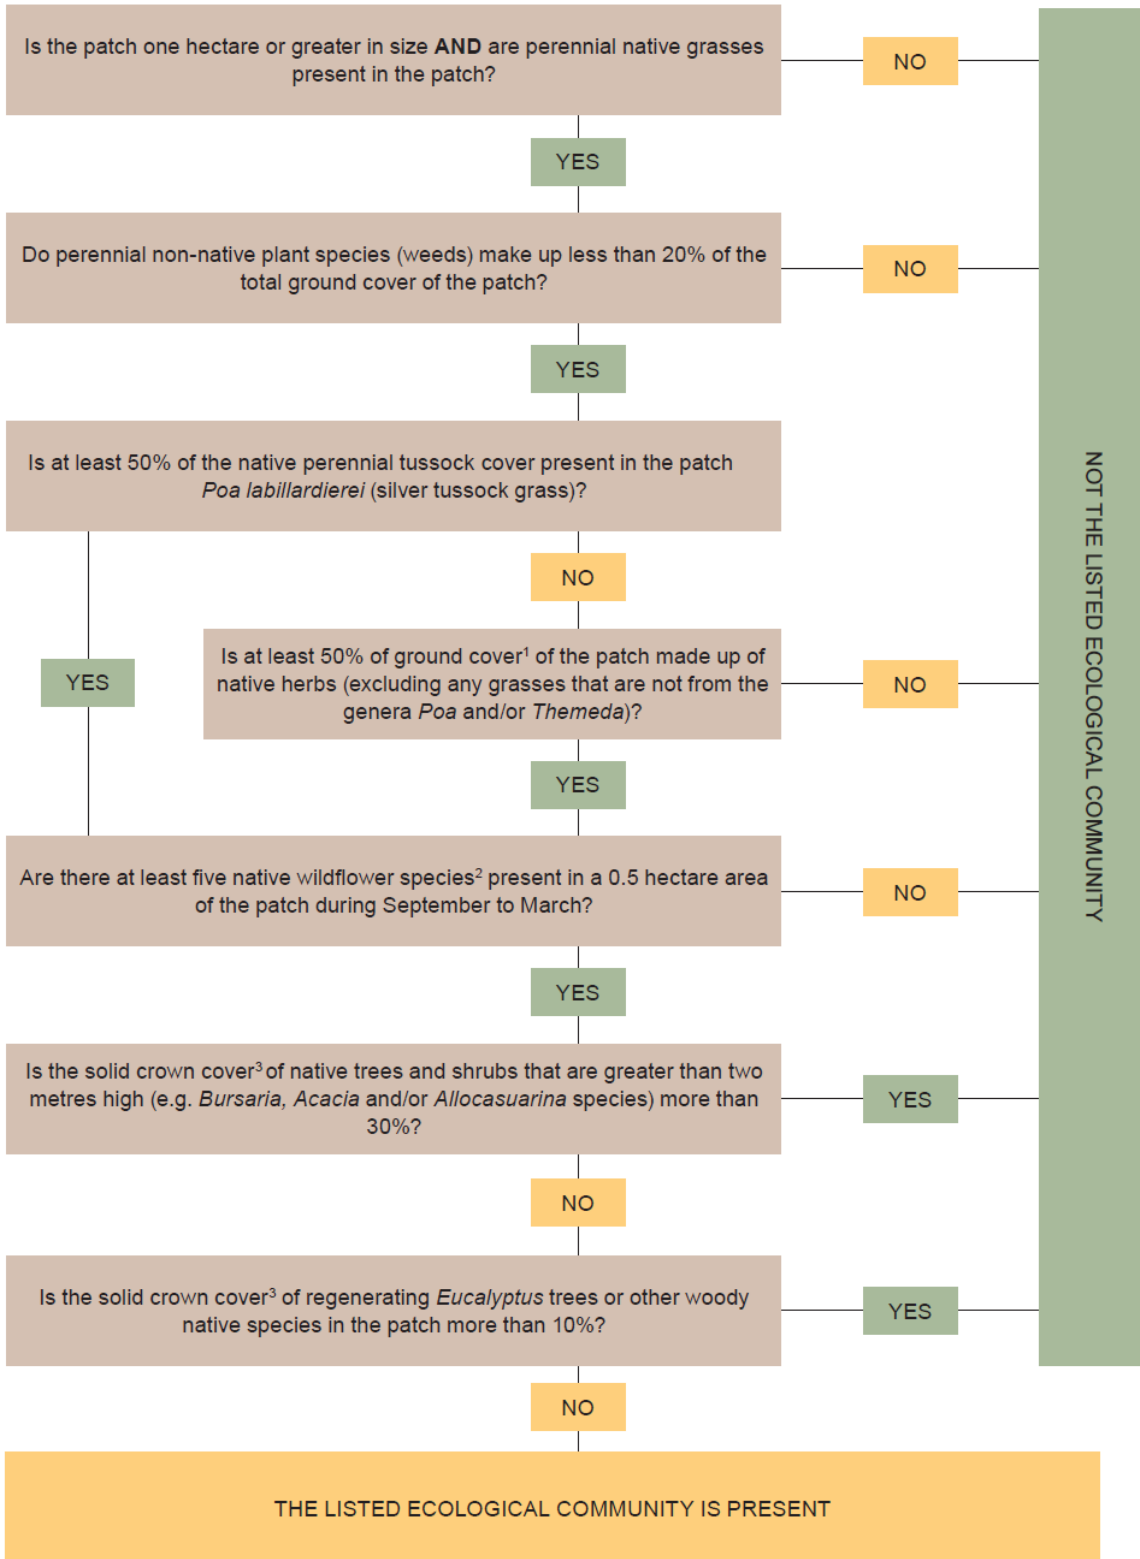 Is the patch one hectare or greater in size AND are perennial native grasses
present in the patch?
NO
YES
Do perennial non-native plant species (weeds) make up less than 20% of the
total ground cover of the patch?
NO
YES
Is at least 50% of the native perennial tussock cover present in the patch
Poa labillardierei (silver tussock grass)?
NO
YES
Is at least 50% of ground cover¹ of the patch made up of
native herbs (excluding any grasses that are not from the
genera Poa and/or Themeda)?
NO
YES
Are there at least five native wildflower species² present in a 0.5 hectare area
of the patch during September to March?
NO
YES
Is the solid crown cover³ of native trees and shrubs that are greater than two
metres high (e.g. Bursaria, Acacia and/or Allocasuarina species) more than
30%?
YES
NO
Is the solid crown cover³ of regenerating Eucalyptus trees or other woody
native species in the patch more than 10%?
YES
NO
NOT THE LISTED ECOLOGICAL COMMUNITY
THE LISTED ECOLOGICAL COMMUNITY IS PRESENT